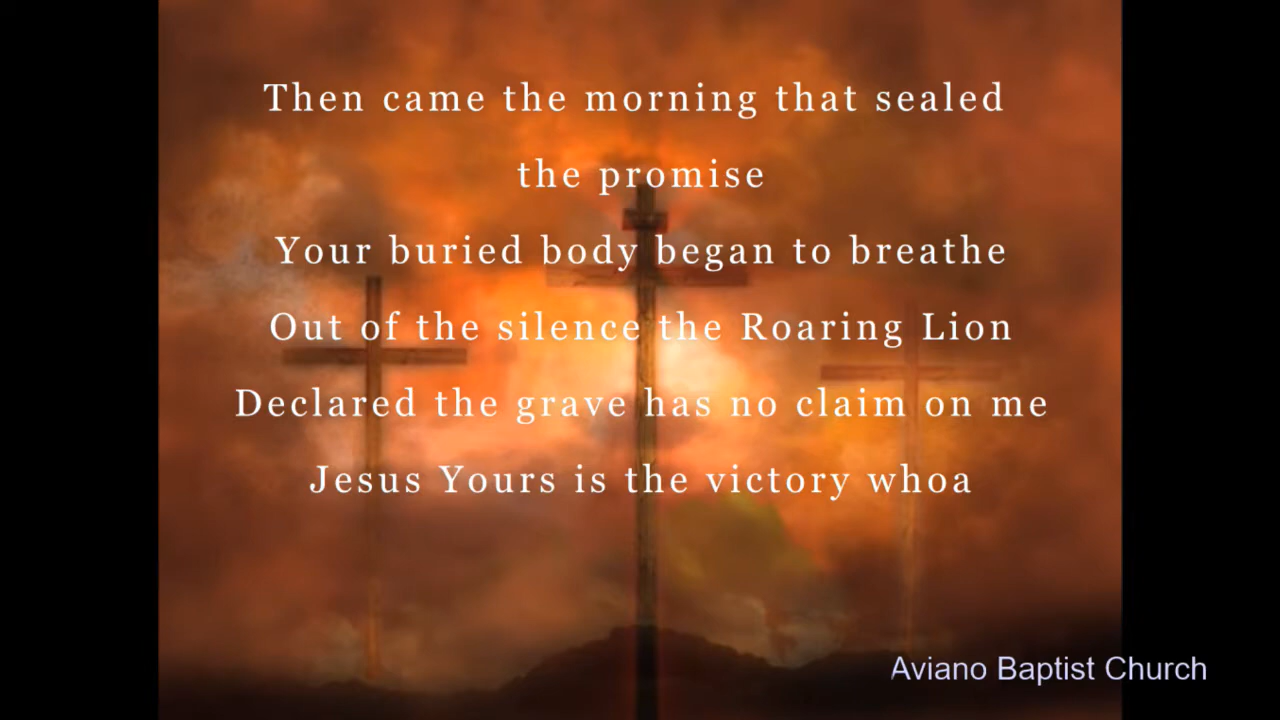 Then came the morning that sealed
the promise
Your buried body began to breathe
Out of the silence the Roaring Lion
Declared the grave has no claim on me
Jesus Yours is the victory whoa
Aviano Baptist Church